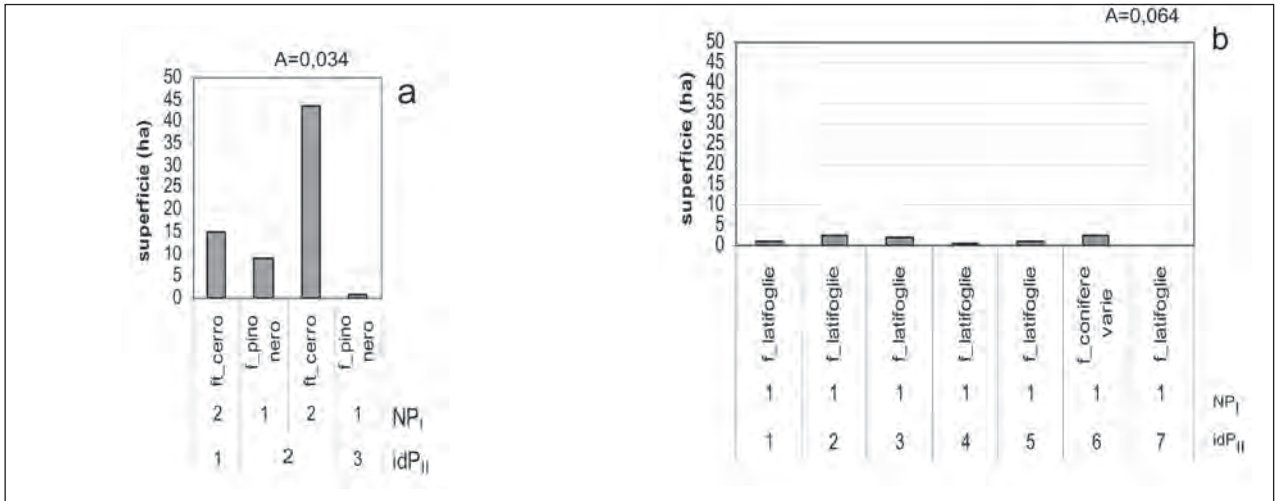 A=0,034
a
superficie (ha)
50
45
40
35
30
25
20
15
10
5
0
ft_cerro
f_pino nero
ft_cerro
f_pino nero
2 1 2 1 NPI
1 2 3 idPII
A=0,064
b
superficie (ha)
50
45
40
35
30
25
20
15
10
5
0
f_latifoglie
f_latifoglie
f_latifoglie
f_latifoglie
f_latifoglie
f_conifere varie
f_latifoglie
1 1 1 1 1 1 1 NPI
1 2 3 4 5 6 7 idPII